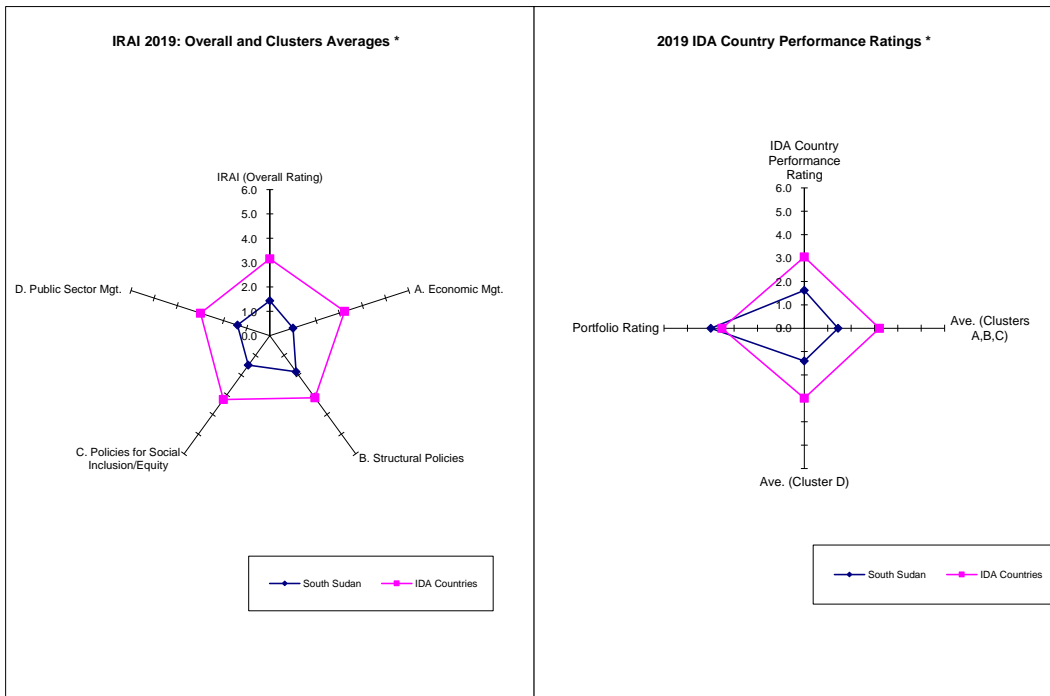 IRAI 2019: Overall and Clusters Averages *
IRAI (Overall Rating)
6.0
5.0
4.0
3.0
2.0
1.0
0.0
A. Economic Mgt.
B. Structural Policies
C. Policies for Social
Inclusion/Equity
D. Public Sector Mgt.
South Sudan
IDA Countries
2019 IDA Country Performance Ratings *
IDA Country
Performance
Rating
6.0
5.0
4.0
3.0
2.0
1.0
0.0
Ave. (Clusters
A,B,C)
Ave. (Cluster D)
Portfolio Rating
South Sudan
IDA Countries